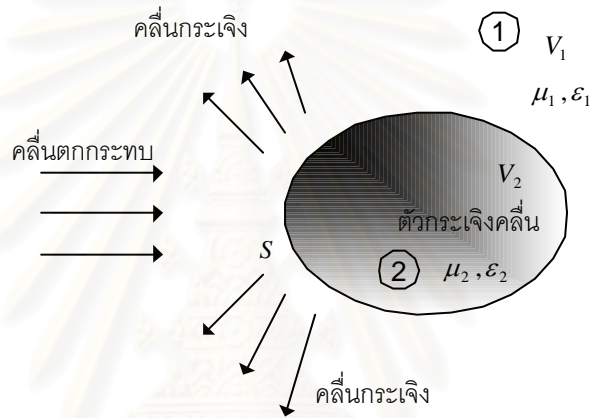 คลื่นกระเจิง
1
V₁
μ₁ , ε₁
คลื่นตกกระทบ
V₂
ตัวกระเจิงคลื่น
S
2
μ₂ , ε₂
คลื่นกระเจิง